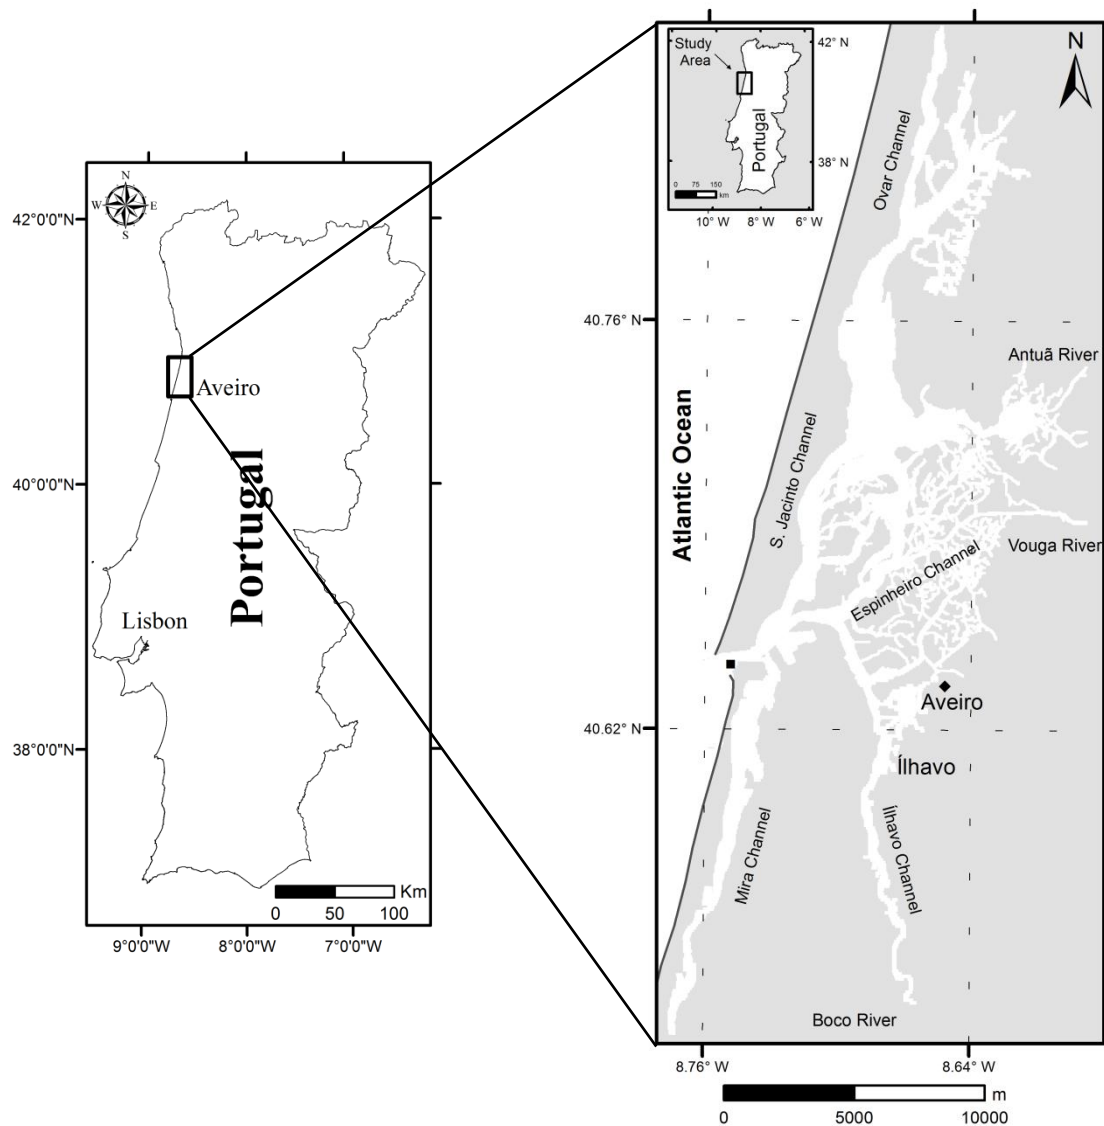 N
W
E
S
42°0'0"N
40°0'0"N
38°0'0"N
Aveiro
Portugal
Lisbon
Km
0
50
100
9°0'0"W
8°0'0"W
7°0'0"W
Study
Area
Portugal
42° N
38° N
0
75
150
km
10° W
8° W
6° W
N
Ovar Channel
40.76° N
Antuã River
Atlantic Ocean
S. Jacinto Channel
Vouga River
Espinheiro Channel
Aveiro
40.62° N
Ílhavo
Mira Channel
Ílhavo Channel
Boco River
8.76° W
8.64° W
m
0
5000
10000